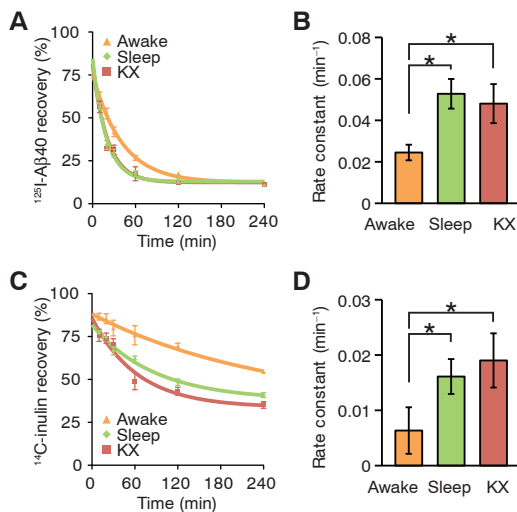 A
Awake
Sleep
KX
¹²⁵I-Aβ40 recovery (%)
100
75
50
25
0
0 60 120 180 240
Time (min)
B
Rate constant (min⁻¹)
0.08
0.06
0.04
0.02
0
*
*
Awake Sleep KX
C
¹⁴C-inulin recovery (%)
100
75
50
25
0
Awake
Sleep
KX
0 60 120 180 240
Time (min)
D
Rate constant (min⁻¹)
0.03
0.02
0.01
0
*
*
Awake Sleep KX